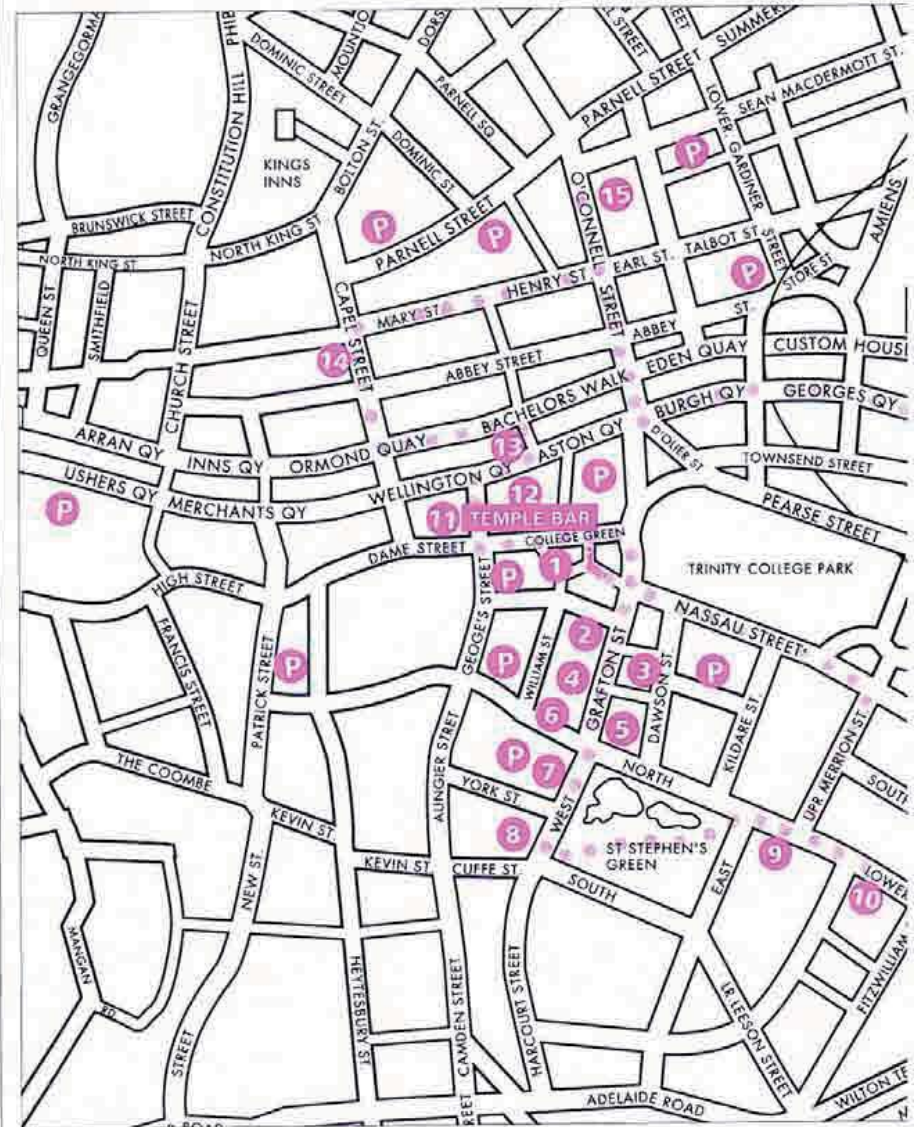 GRANGEGORMA
PHIB
DOMINIC STREET
MOUNTJO
DORS
PARNELL SQ
PARNELL STREET
SUMMERH
SEAN MACDERMOTT ST.
LOWER GARDINER STREET
CONSTITUTION HILL
KINGS
INNS
BOLTON ST.
DOMINIC ST
O'CONNELL STREET
P
15
AMIENS
BRUNSWICK STREET
NORTH KING ST
NORTH KING ST
P
PARNELL STREET
P
EARL ST.
TALBOT ST
P
STORE ST
QUEEN ST
SMITHFIELD
CHURCH STREET
CAPEL STREET
MARY ST
HENRY ST
ABBEY
ST.
14
ABBEY STREET
EDEN QUAY
CUSTOM HOUS
BACHELORS WALK
BURGH QY
GEORGES QY
ARRAN QY
INNS QY
ORMOND QUAY
13
ASTON QY
D'OLIER ST
TOWNSEND STREET
USHERS QY
MERCHANTS QY
WELLINGTON QY
P
PEARSE STREET
P
12
11
TEMPLE BAR
DAME STREET
COLLEGE GREEN
TRINITY COLLEGE PARK
HIGH STREET
P
1
NASSAU STREET
FRANCIS STREET
PATRICK STREET
P
GEOGE'S STREET
P
WILLIAM ST
2
4
6
GRAFTON ST
3
5
DAWSON ST.
P
KILDARE ST.
UPR MERRION ST
SOUTH
THE COOMBE
AUNGIER STRET
P
7
YORK ST.
WEST
NORTH
8
ST STEPHEN'S
GREEN
EAST
9
LOWER
10
KEVIN ST
KEVIN ST
CUFFE ST.
SOUTH
NEW ST.
STREET
MANGAN
RD.
HEYTESBURY ST
CAMDEN STREET
HARCOURT STREET
LR. LEESON STREET
FITZWILLIAM
ADELAIDE ROAD
WILTON TE